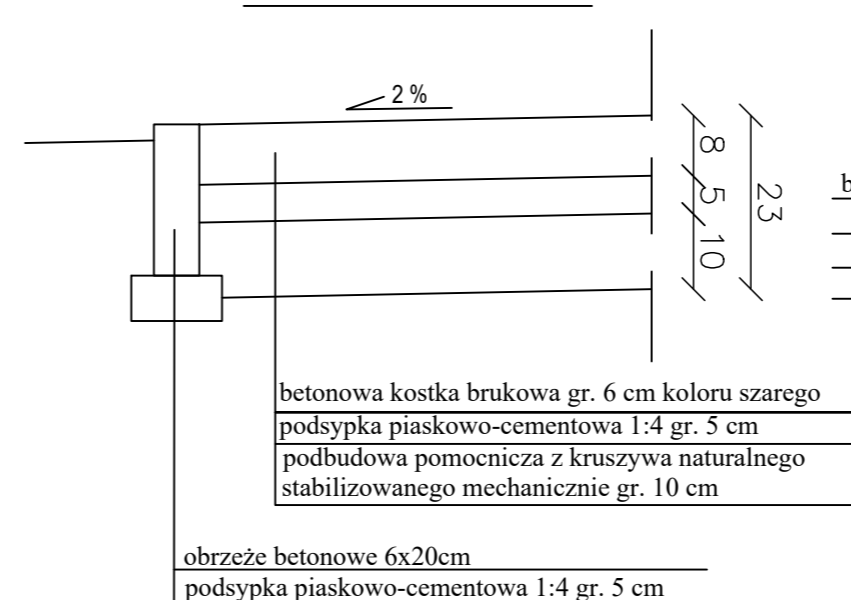 2 %
8
5
10
23
b
betonowa kostka brukowa gr. 6 cm koloru szarego
podsypka piaskowo-cementowa 1:4 gr. 5 cm
podbudowa pomocnicza z kruszywa naturalnego
stabilizowanego mechanicznie gr. 10 cm
obrzeże betonowe 6x20cm
podsypka piaskowo-cementowa 1:4 gr. 5 cm